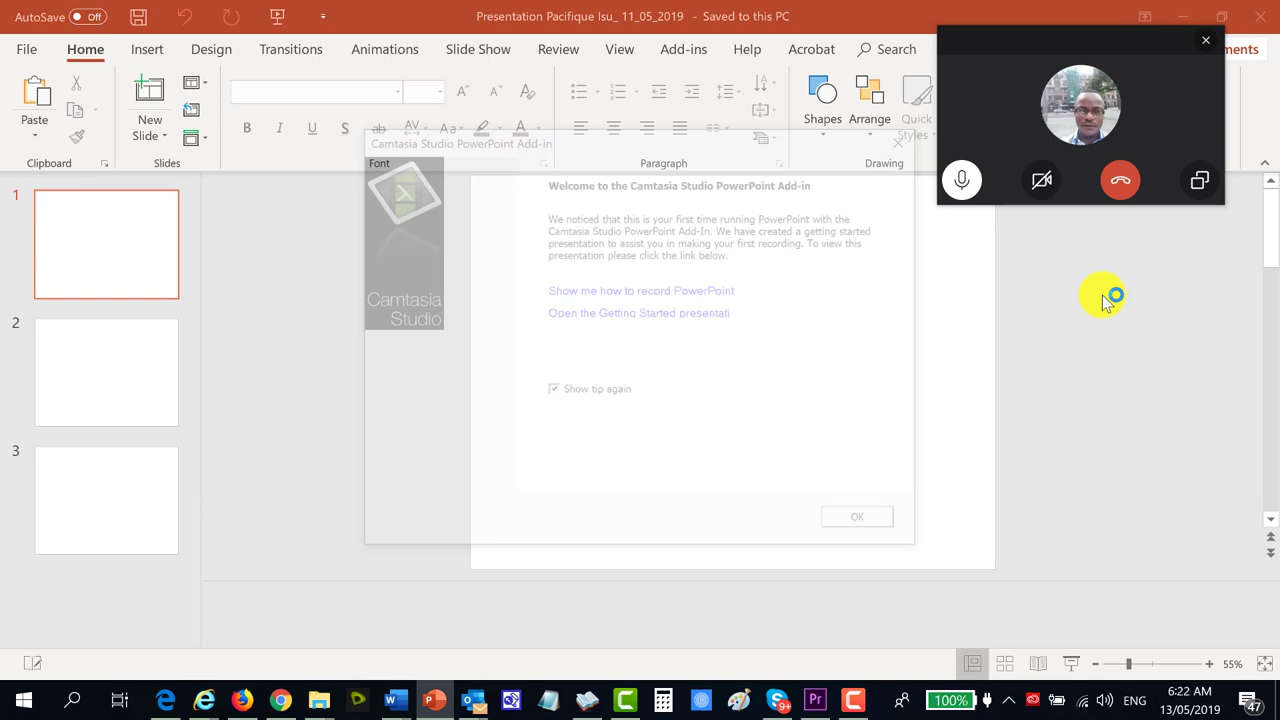 AutoSave Off
Presentation Pacifique Isu_ 11_05_2019 - Saved to this PC
File Home Insert Design Transitions Animations Slide Show Review View Add-ins Help Acrobat Search
ments
Paste
New
Slide
Shapes Arrange Quick
Styles
B I U S ab AV Aa A
Clipboard Slides Font Paragraph Drawing
Camtasia Studio PowerPoint Add-in
Camtasia
Studio
Welcome to the Camtasia Studio PowerPoint Add-in
We noticed that this is your first time running PowerPoint with the
Camtasia Studio PowerPoint Add-In. We have created a getting started
presentation to assist you in making your first recording. To view this
presentation please click the link below.
Show me how to record PowerPoint
Open the Getting Started presentati
Show tip again
OK
1
2
3
55%
100%
ENG
6:22 AM
13/05/2019
9+
47